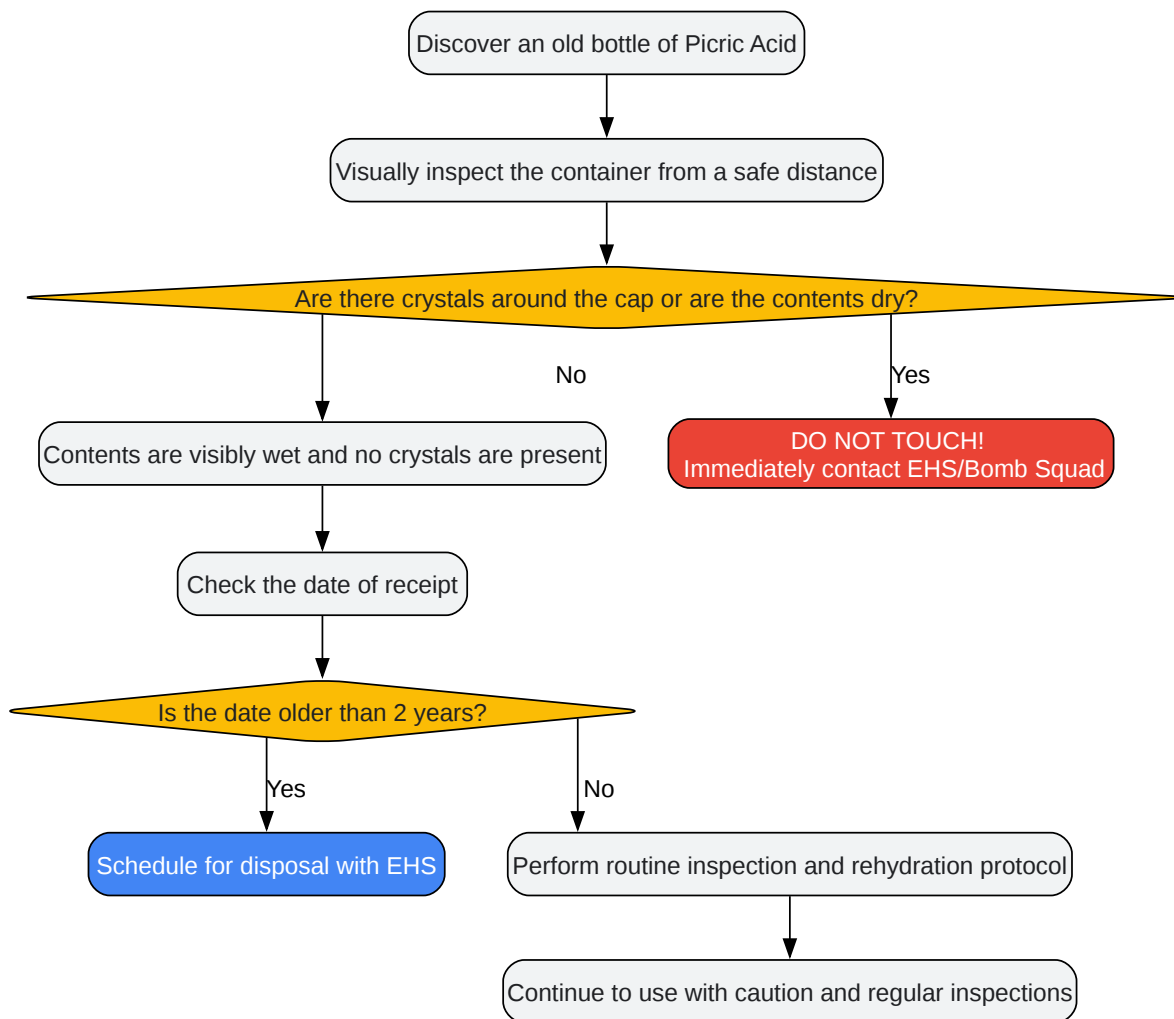 Discover an old bottle of Picric Acid
Visually inspect the container from a safe distance
Are there crystals around the cap or are the contents dry?
No
Yes
Contents are visibly wet and no crystals are present
DO NOT TOUCH!
Immediately contact EHS/Bomb Squad
Check the date of receipt
Is the date older than 2 years?
Yes
No
Schedule for disposal with EHS
Perform routine inspection and rehydration protocol
Continue to use with caution and regular inspections